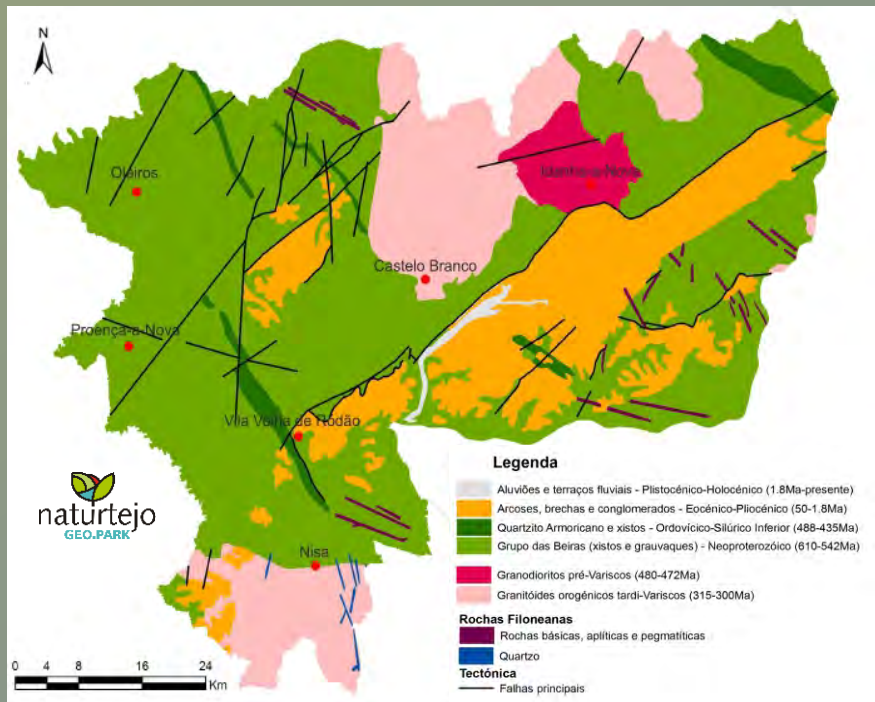 N
Oleiros
Idanha-a-Nova
Castelo Branco
Proença-a-Nova
Vila Velha de Ródão
naturtejo
GEO.PARK
Nisa
0 4 8 16 24
Km
Legenda
Aluviões e terraços fluviais - Plistocénico-Holocénico (1.8Ma-presente)
Arcoses, brechas e conglomerados - Eocénico-Pliocénico (50-1.8Ma)
Quartzito Armoricano e xistos - Ordovícico-Silúrico Inferior (488-435Ma)
Grupo das Beiras (xistos e grauvaques) - Neoproterozóico (610-542Ma)
Granodioritos pré-Variscos (480-472Ma)
Granitóides orogénicos tardi-Variscos (315-300Ma)
Rochas Filoneanas
Rochas básicas, aplíticas e pegmatíticas
Quartzo
Tectónica
Falhas principais